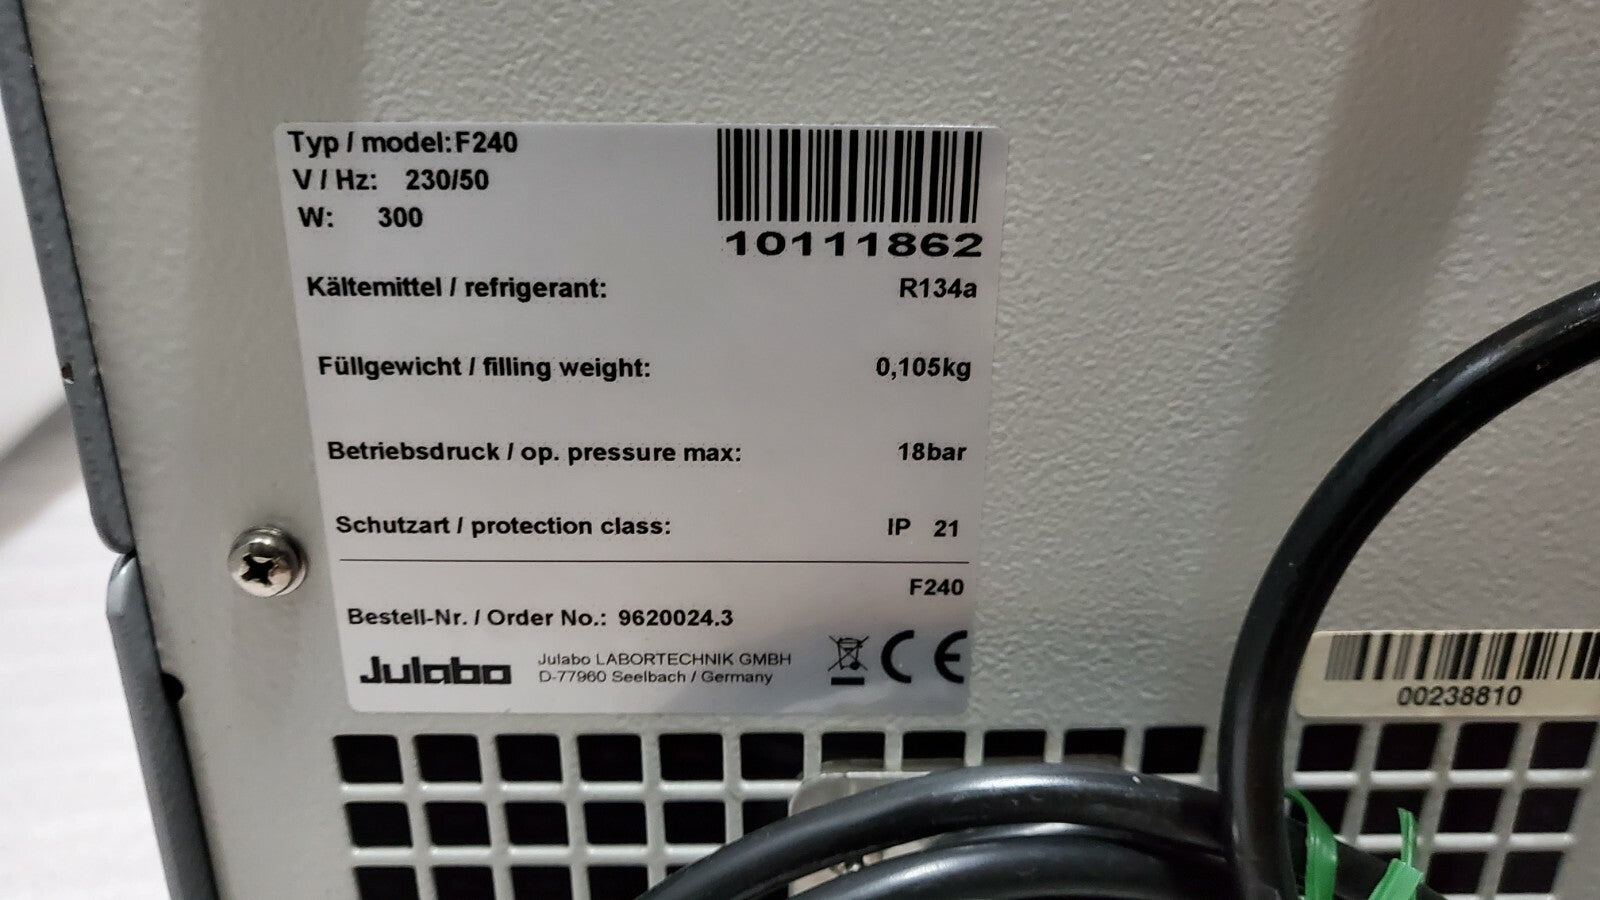 Typ / model: F240
V / Hz: 230/50
W: 300
10111862
Kältemittel / refrigerant: R134a
Füllgewicht / filling weight: 0,105kg
Betriebsdruck / op. pressure max: 18bar
Schutzart / protection class: IP 21
F240
Bestell-Nr. / Order No.: 9620024.3
Julabo
Julabo LABORTECHNIK GMBH
D-77960 Seelbach / Germany
CE
00238810